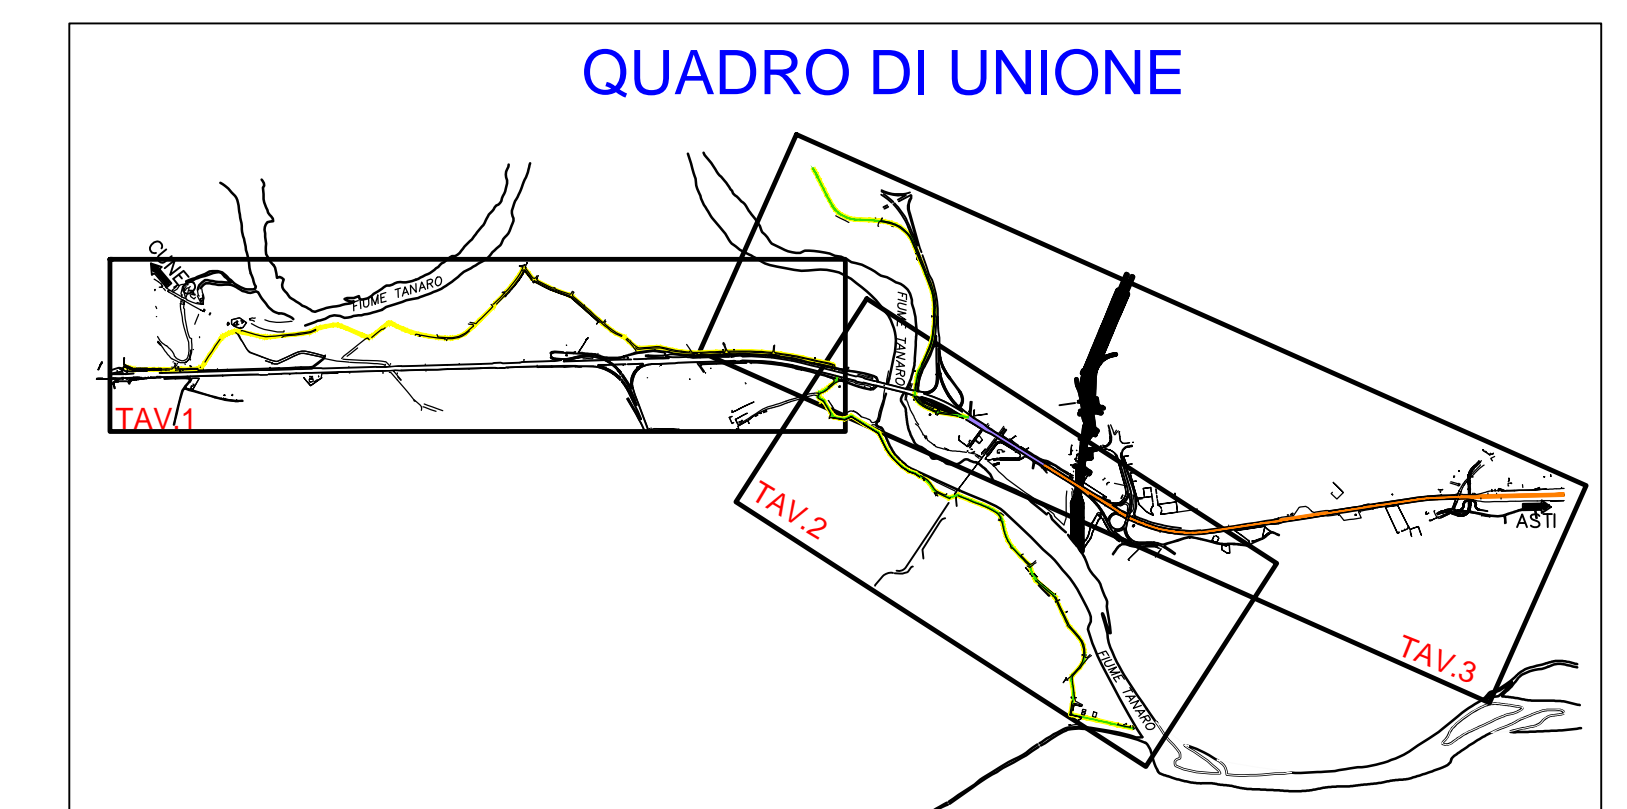 QUADRO DI UNIONE
CUNEO
FIUME TANARO
FIUME TANARO
TAV.1
TAV.2
ASTI
TAV.3
FIUME TANARO